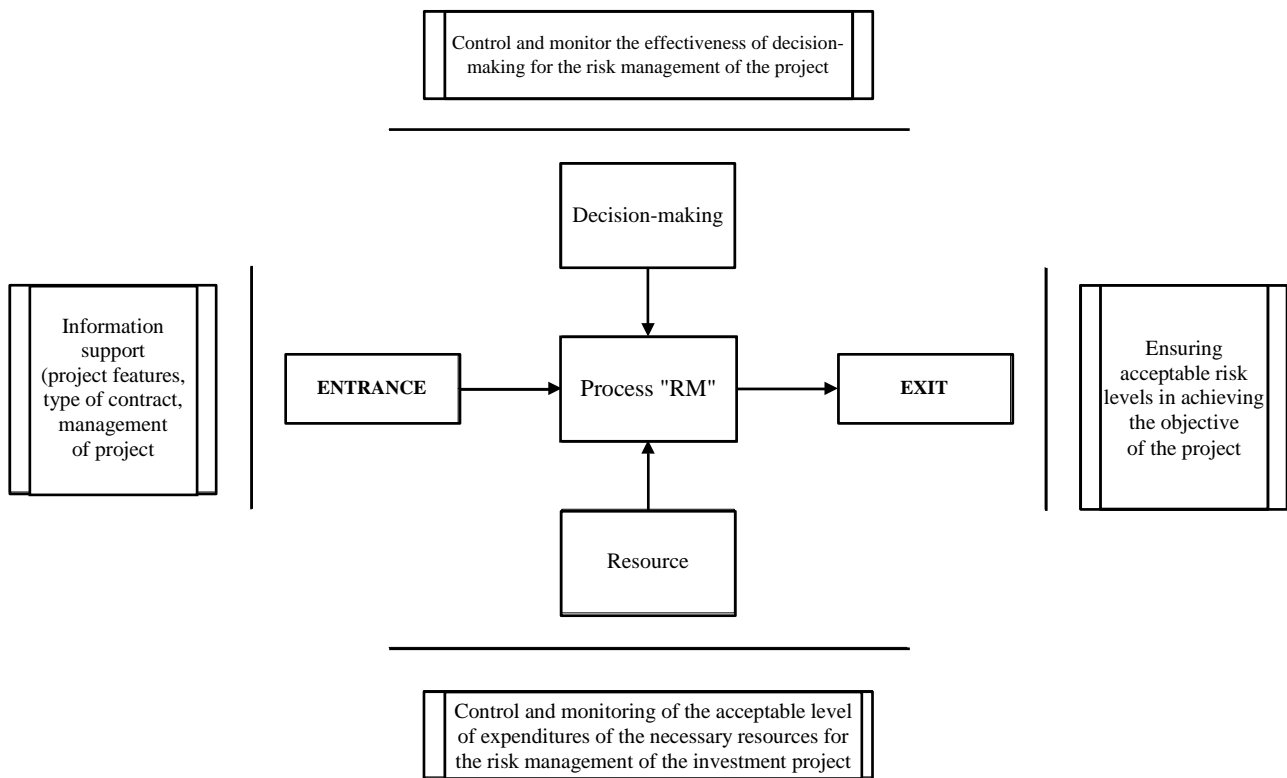 Control and monitor the effectiveness of decision-
making for the risk management of the project
Decision-making
Information
support
(project features,
type of contract,
management
of project
ENTRANCE
Process "RM"
EXIT
Ensuring
acceptable risk
levels in achieving
the objective
of the project
Resource
Control and monitoring of the acceptable level
of expenditures of the necessary resources for
the risk management of the investment project